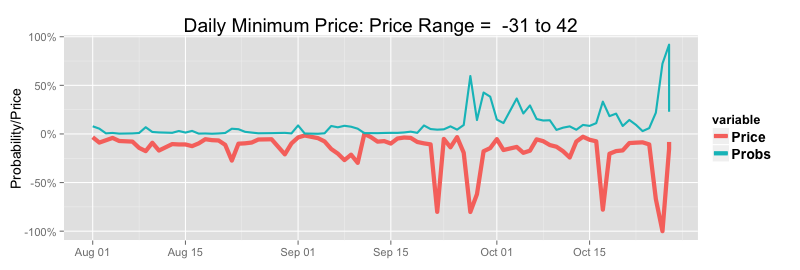 Daily Minimum Price: Price Range =  -31 to 42
100%
50%
0%
-50%
-100%
Probability/Price
Aug 01
Aug 15
Sep 01
Sep 15
Oct 01
Oct 15
variable
Price
Probs